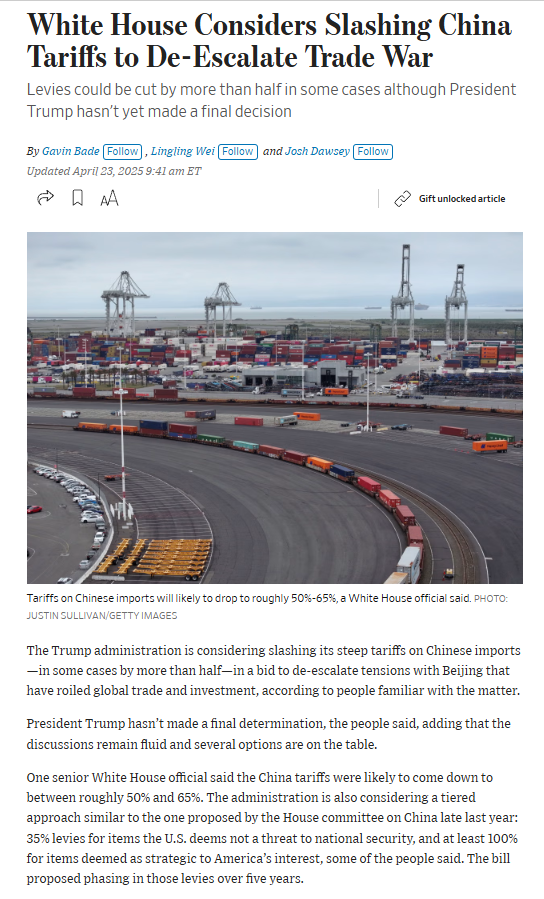 White House Considers Slashing China
Tariffs to De-Escalate Trade War
Levies could be cut by more than half in some cases although President
Trump hasn’t yet made a final decision
By Gavin Bade Follow , Lingling Wei Follow and Josh Dawsey Follow
Updated April 23, 2025 9:41 am ET
AA Gift unlocked article
Tariffs on Chinese imports will likely to drop to roughly 50%-65%, a White House official said. PHOTO:
JUSTIN SULLIVAN/GETTY IMAGES
The Trump administration is considering slashing its steep tariffs on Chinese imports
—in some cases by more than half—in a bid to de-escalate tensions with Beijing that
have roiled global trade and investment, according to people familiar with the matter.
President Trump hasn’t made a final determination, the people said, adding that the
discussions remain fluid and several options are on the table.
One senior White House official said the China tariffs were likely to come down to
between roughly 50% and 65%. The administration is also considering a tiered
approach similar to the one proposed by the House committee on China late last year:
35% levies for items the U.S. deems not a threat to national security, and at least 100%
for items deemed as strategic to America’s interest, some of the people said. The bill
proposed phasing in those levies over five years.